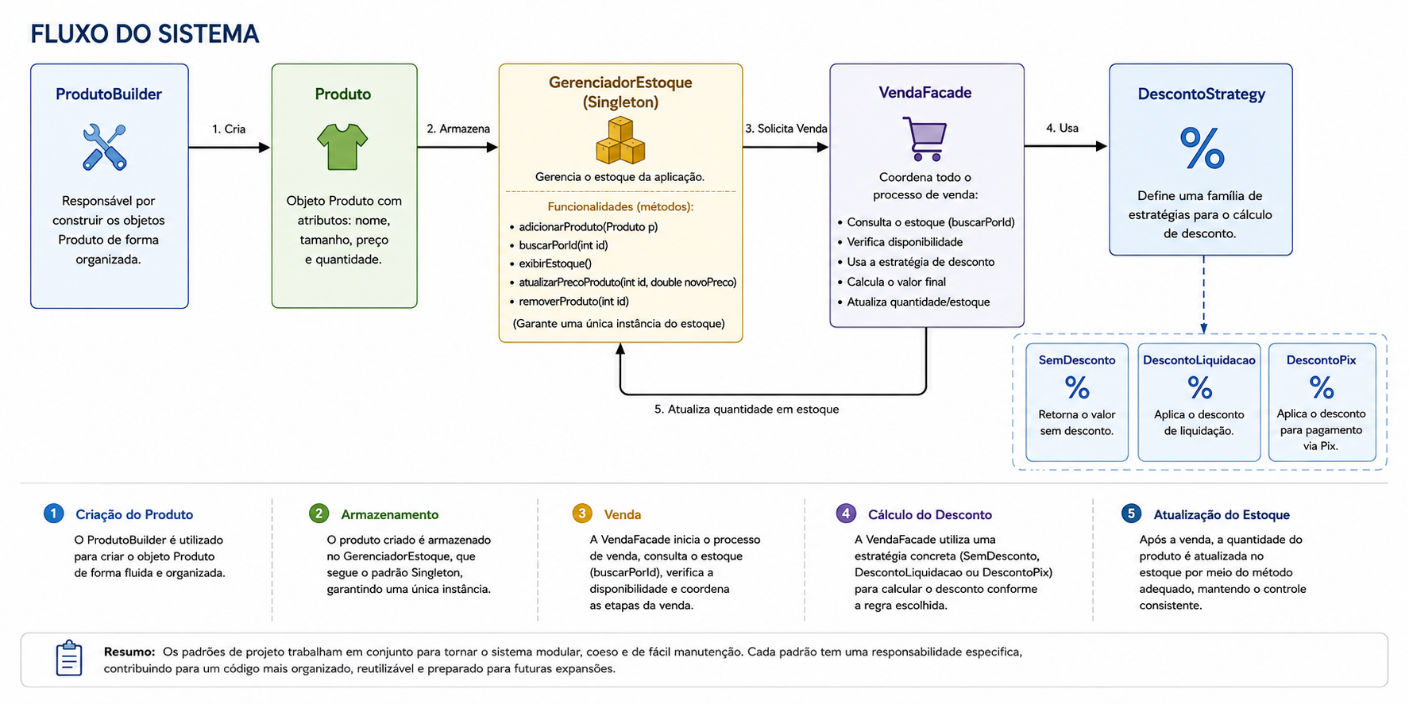 FLUXO DO SISTEMA
ProdutoBuilder
Responsável por
construir os objetos
Produto de forma
organizada.
1. Cria
Produto
Objeto Produto com
atributos: nome,
tamanho, preço
e quantidade.
2. Armazena
GerenciadorEstoque
(Singleton)
Gerencia o estoque da aplicação.
Funcionalidades (métodos):
• adicionarProduto(Produto p)
• buscarPorId(int id)
• exibirEstoque()
• atualizarPrecoProduto(int id, double novoPreco)
• removerProduto(int id)
(Garante uma única instância do estoque)
3. Solicita Venda
VendaFacade
Coordena todo o
processo de venda:
• Consulta o estoque (buscarPorId)
• Verifica disponibilidade
• Usa a estratégia de desconto
• Calcula o valor final
• Atualiza quantidade/estoque
4. Usa
DescontoStrategy
%
Define uma família de
estratégias para o cálculo
de desconto.
SemDesconto
%
Retorna o valor
sem desconto.
DescontoLiquidacao
%
Aplica o desconto
de liquidação.
DescontoPix
%
Aplica o desconto
para pagamento
via Pix.
5. Atualiza quantidade em estoque
1 Criação do Produto
O ProdutoBuilder é utilizado
para criar o objeto Produto
de forma fluida e organizada.
2 Armazenamento
O produto criado é armazenado
no GerenciadorEstoque, que
segue o padrão Singleton,
garantindo uma única instância.
3 Venda
A VendaFacade inicia o processo
de venda, consulta o estoque
(buscarPorId), verifica a
disponibilidade e coordena
as etapas da venda.
4 Cálculo do Desconto
A VendaFacade utiliza uma
estratégia concreta (SemDesconto,
DescontoLiquidacao ou DescontoPix)
para calcular o desconto conforme
a regra escolhida.
5 Atualização do Estoque
Após a venda, a quantidade do
produto é atualizada no
estoque por meio do método
adequado, mantendo o controle
consistente.
Resumo: Os padrões de projeto trabalham em conjunto para tornar o sistema modular, coeso e de fácil manutenção. Cada padrão tem uma responsabilidade especifica,
contribuindo para um código mais organizado, reutilizável e preparado para futuras expansões.